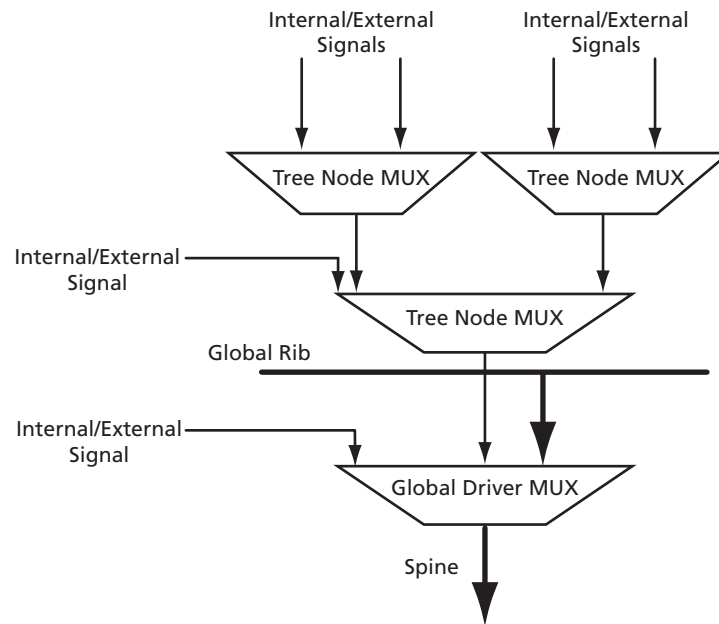 Internal/External
Signals
Internal/External
Signals
Tree Node MUX
Tree Node MUX
Internal/External
Signal
Tree Node MUX
Global Rib
Internal/External
Signal
Global Driver MUX
Spine